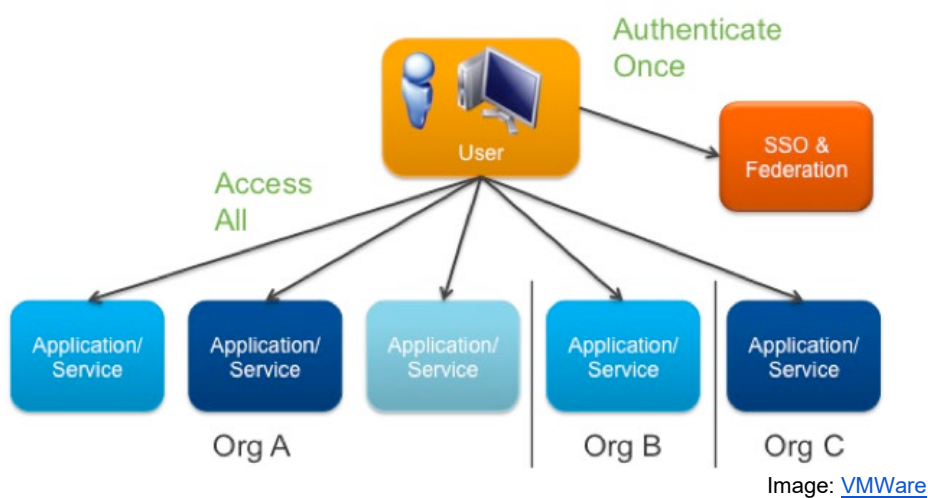 Authenticate
Once
User
SSO &
Federation
Access
All
Application/
Service
Application/
Service
Application/
Service
Application/
Service
Application/
Service
Org A
Org B
Org C
Image: VMWare